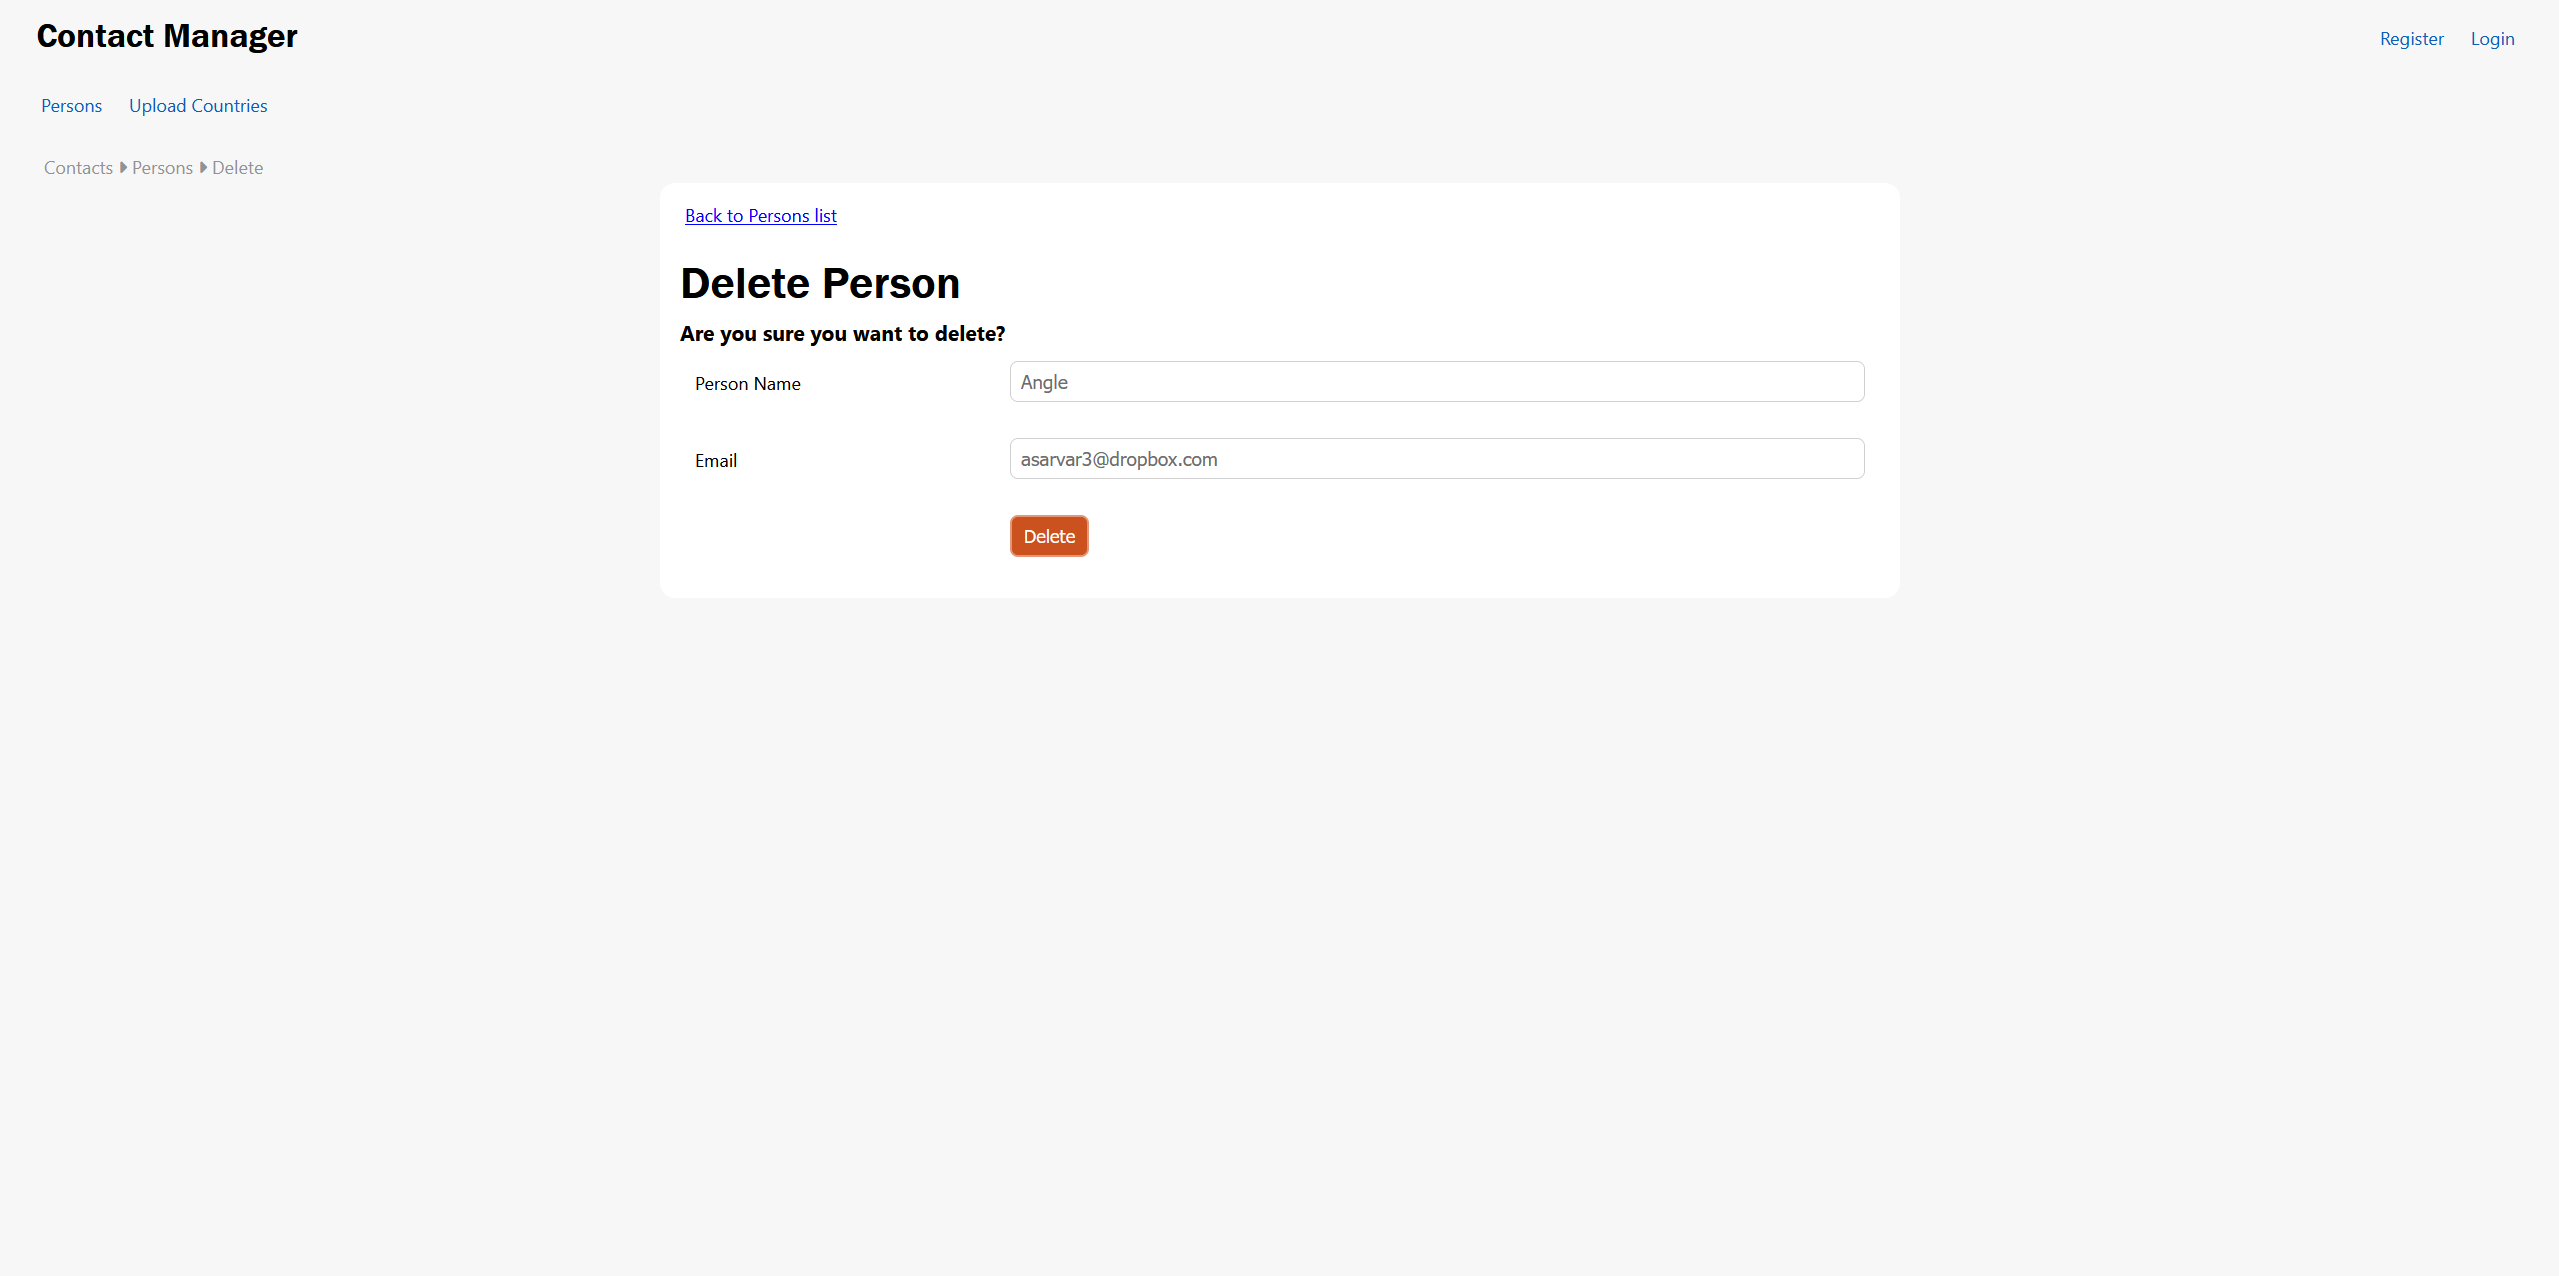 Contact Manager
Register Login
Persons Upload Countries
Contacts Persons Delete
Back to Persons list
Delete Person
Are you sure you want to delete?
Person Name Angle
Email asarvar3@dropbox.com
Delete